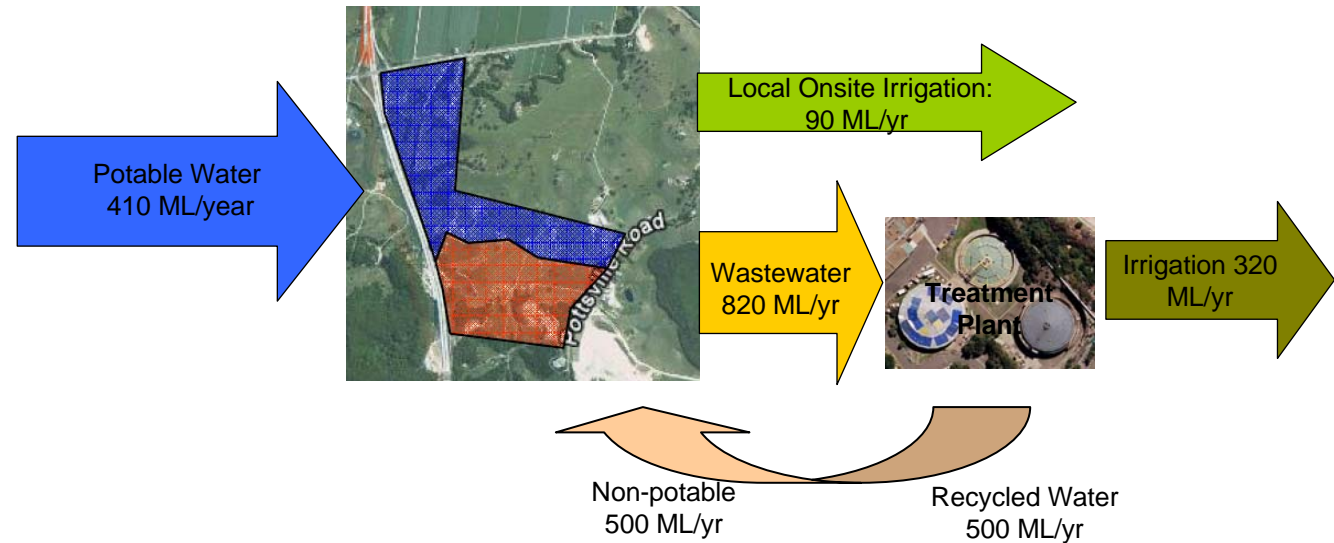 Potable Water
410 ML/year
Local Onsite Irrigation:
90 ML/yr
Pottsville Road
Wastewater
820 ML/yr
Treatment
Plant
Irrigation 320
ML/yr
Non-potable
500 ML/yr
Recycled Water
500 ML/yr